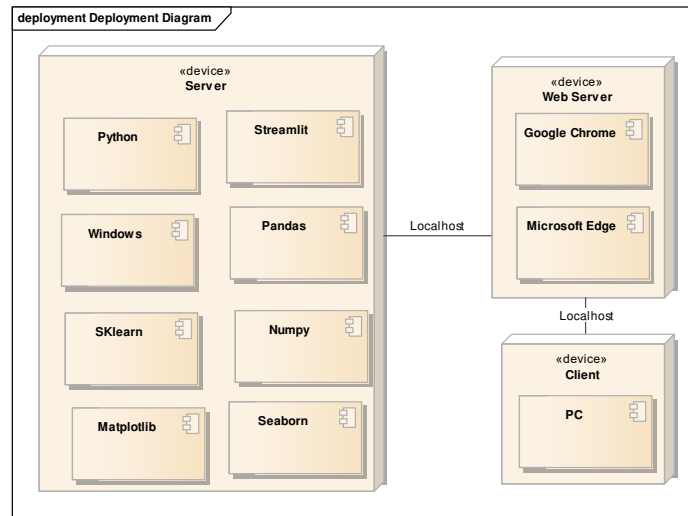 deployment Deployment Diagram
«device»
Server
Python
Streamlit
Windows
Pandas
SKlearn
Numpy
Matplotlib
Seaborn
Localhost
«device»
Web Server
Google Chrome
Microsoft Edge
Localhost
«device»
Client
PC